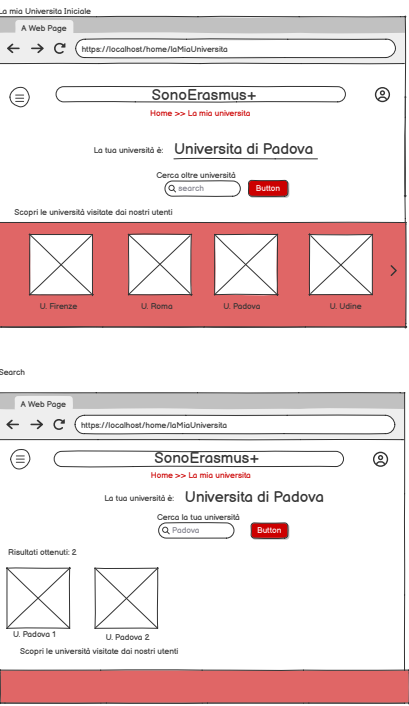 La mia Universita Iniziale
A Web Page
https://localhost/home/laMiaUniversita
SonoErasmus+
Home >> La mia universita
La tua università è: Universita di Padova
Cerca altre università
search Button
Scopri le università visitate dai nostri utenti
U. Firenze U. Roma U. Padova U. Udine
Search
A Web Page
https://localhost/home/laMiaUniversita
SonoErasmus+
Home >> La mia universita
La tua università è: Universita di Padova
Cerca la tua università
Padova Button
Risultati ottenuti: 2
U. Padova 1 U. Padova 2
Scopri le università visitate dai nostri utenti